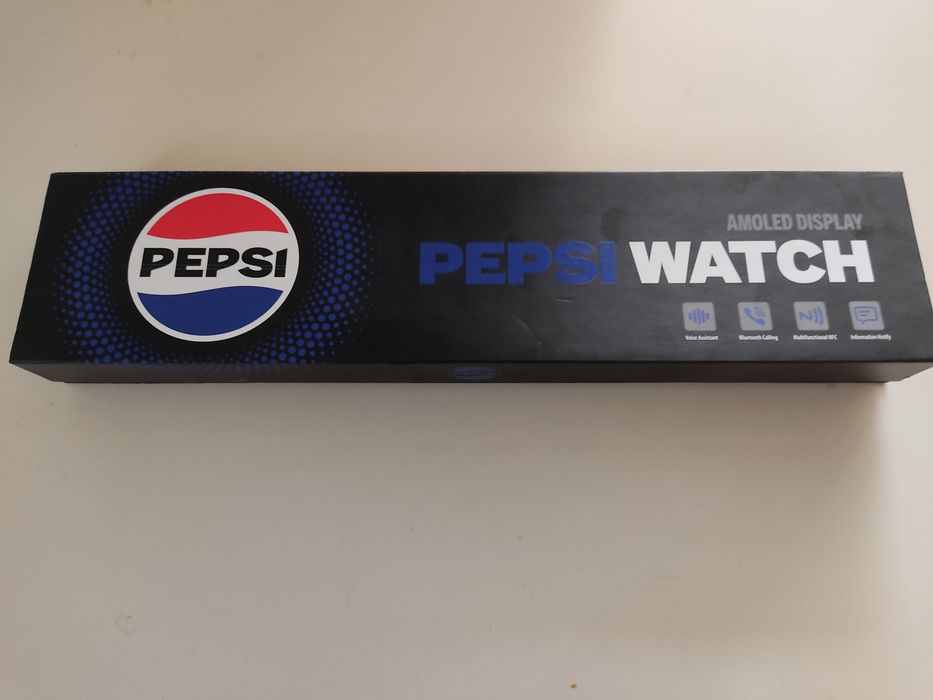 PEPSI
AMOLED DISPLAY
PEPSI WATCH
Voice Assistant
Bluetooth Calling
Multifunctional NFC
Information Notify